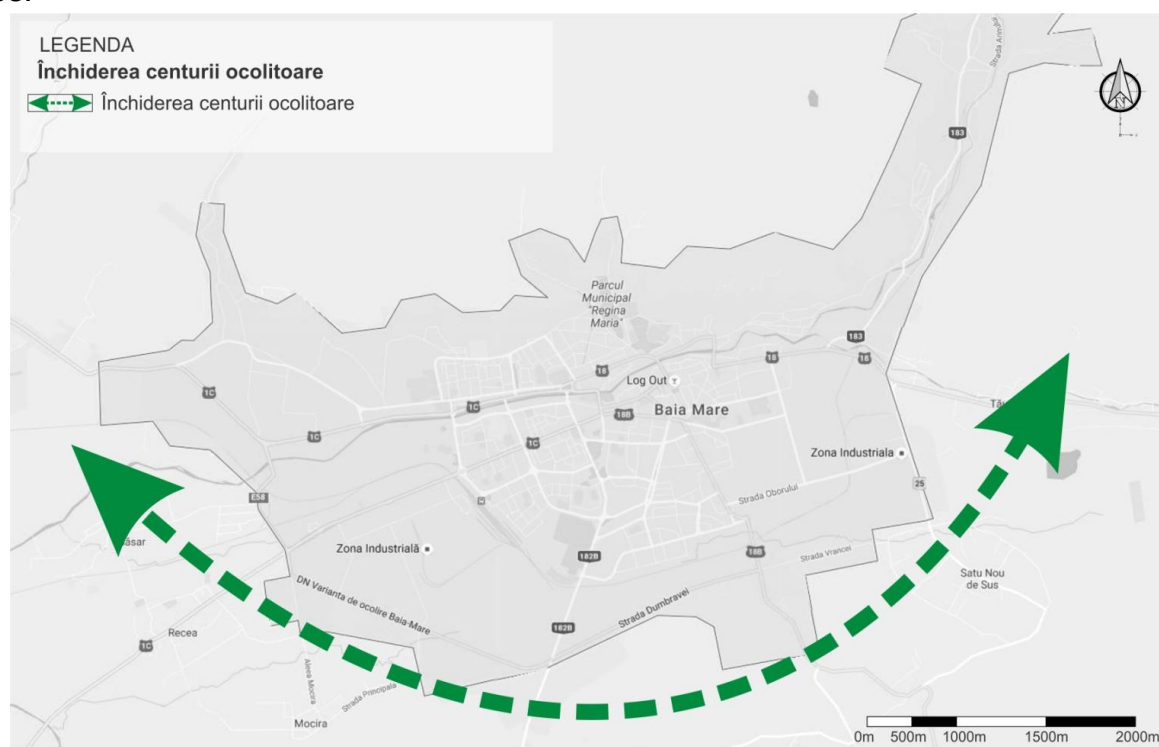 LEGENDA
Închiderea centurii ocolitoare
Închiderea centurii ocolitoare
N
183
Parcul
Municipal
"Regina
Maria"
183
18
18
18
Log Out
1C
1C
18B
Baia Mare
1C
1C
Zona Industriala
25
E58
Strada Oborului
Zona Industrială
182B
18B
Strada Vrancei
Satu Nou
de Sus
DN Varianta de ocolire Baia-Mare
Strada Dumbravei
182B
Recea
1C
Aleea Mocira
Strada Principala
Mocira
0m 500m 1000m 1500m 2000m